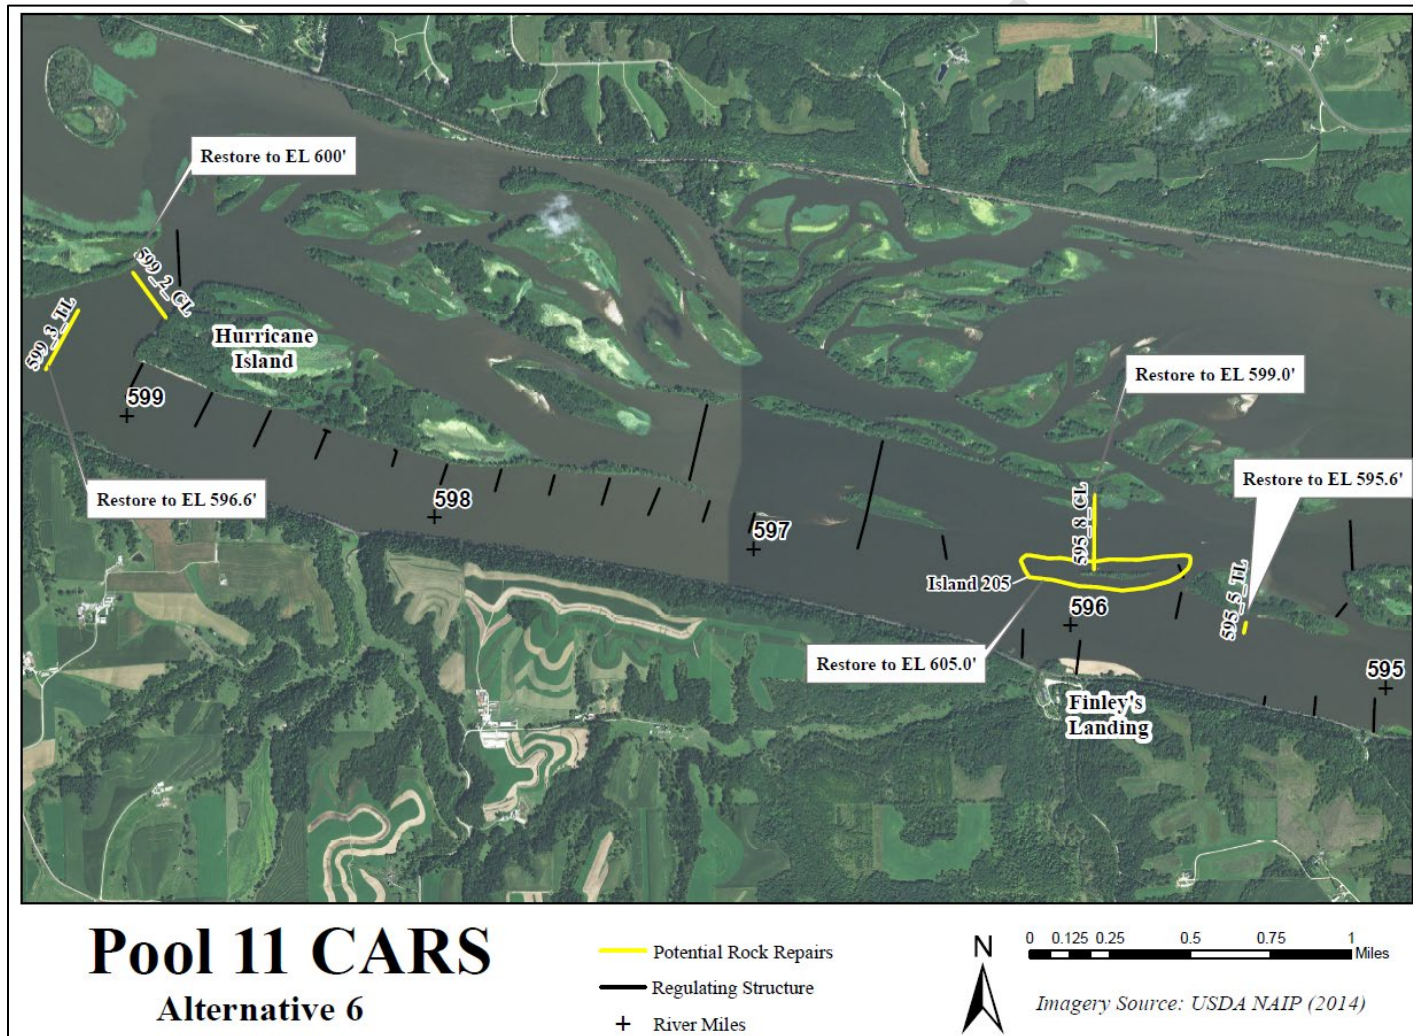 Restore to EL 600'
599_2_CL
599_3_TL
Hurricane
Island
599
Restore to EL 599.0'
Restore to EL 596.6'
598
Restore to EL 595.6'
597
595_8_CL
Island 205
596
595_5_TL
Restore to EL 605.0'
595
Finley's
Landing
Pool 11 CARS
Alternative 6
Potential Rock Repairs
Regulating Structure
River Miles
N
0 0.125 0.25 0.5 0.75 1
Miles
Imagery Source: USDA NAIP (2014)